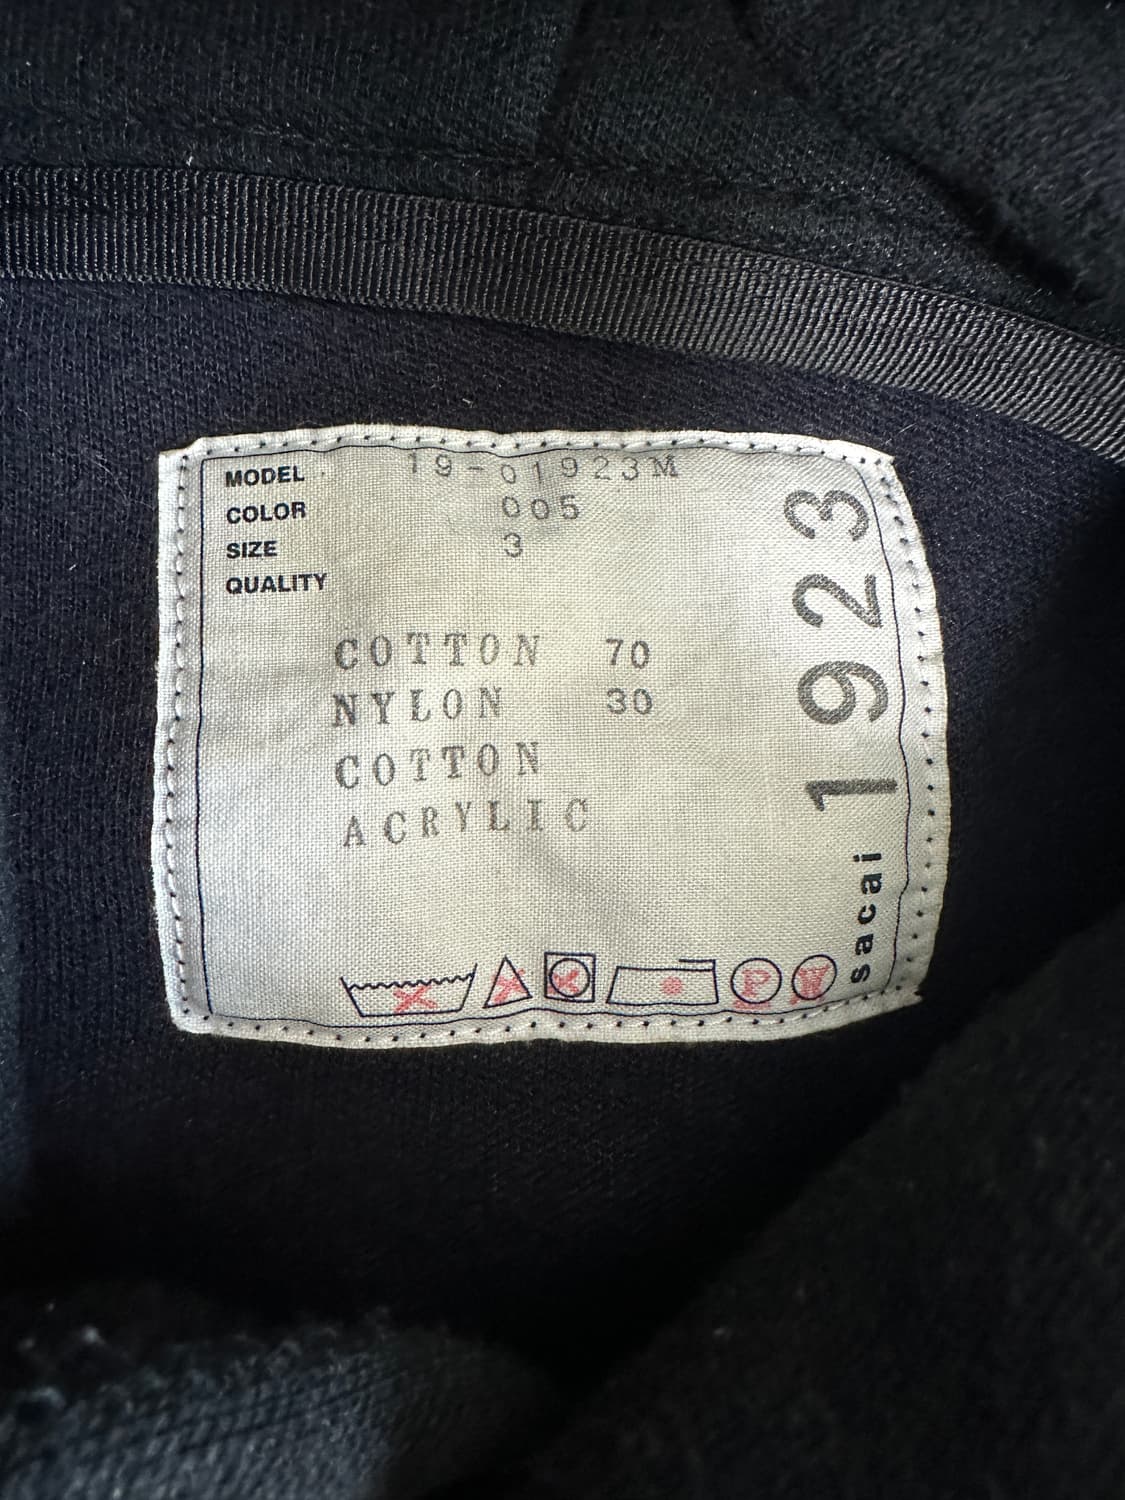 MODEL 19-01923M
COLOR 005
SIZE 3
QUALITY
COTTON 70
NYLON 30
COTTON
ACRYLIC
P W
sacai 1923